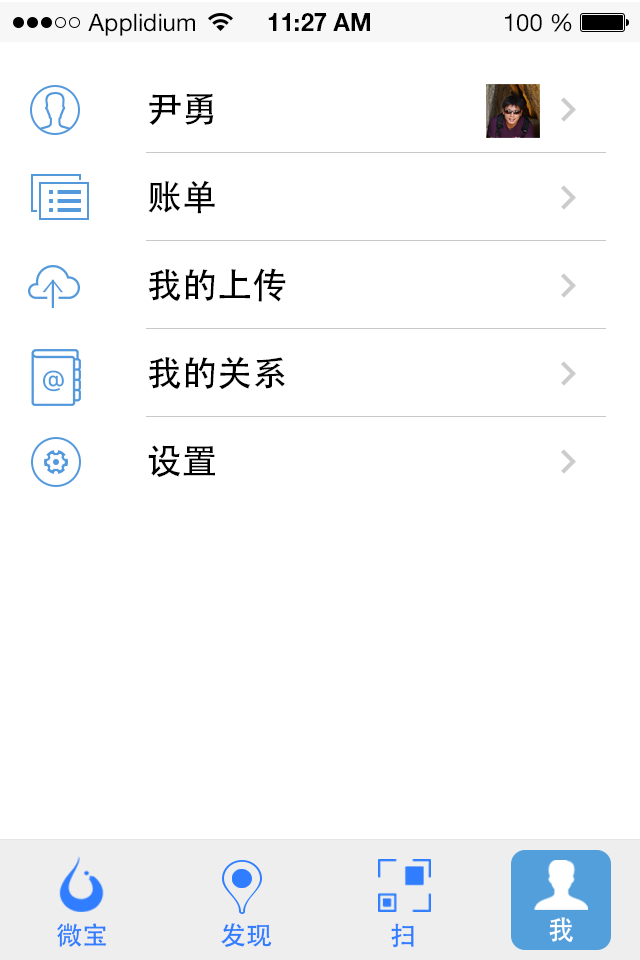 Applidium 11:27 AM 100 %
尹勇
账单
我的上传
@
我的关系
设置
微宝 发现 扫 我